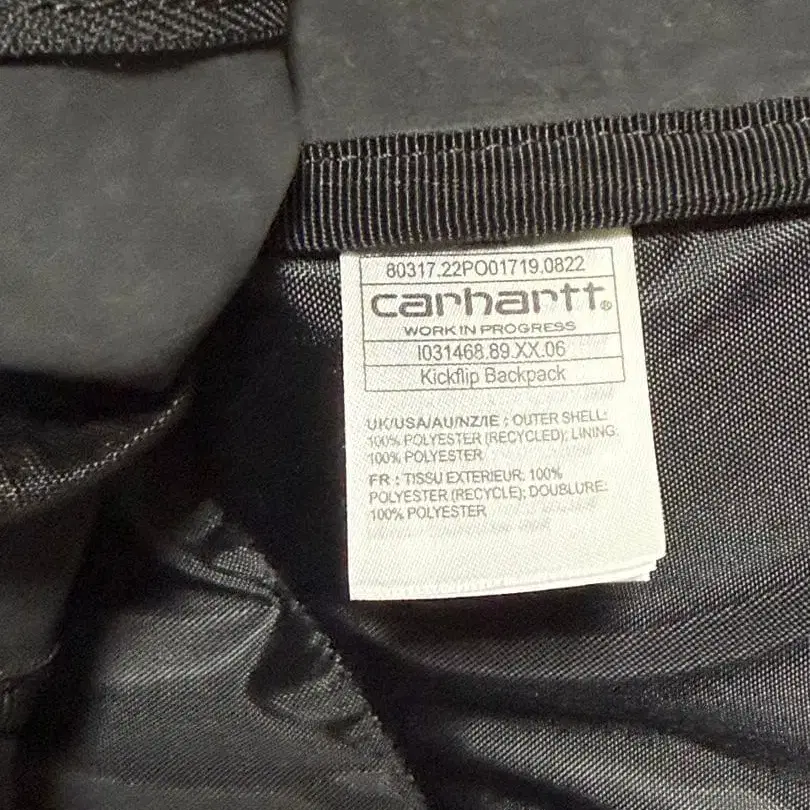 80317.22PO01719.0822
carhartt®
WORK IN PROGRESS
I031468.89.XX.06
Kickflip Backpack
UK/USA/AU/NZ/IE : OUTER SHELL:
100% POLYESTER (RECYCLED); LINING:
100% POLYESTER
FR : TISSU EXTERIEUR: 100%
POLYESTER (RECYCLE); DOUBLURE:
100% POLYESTER